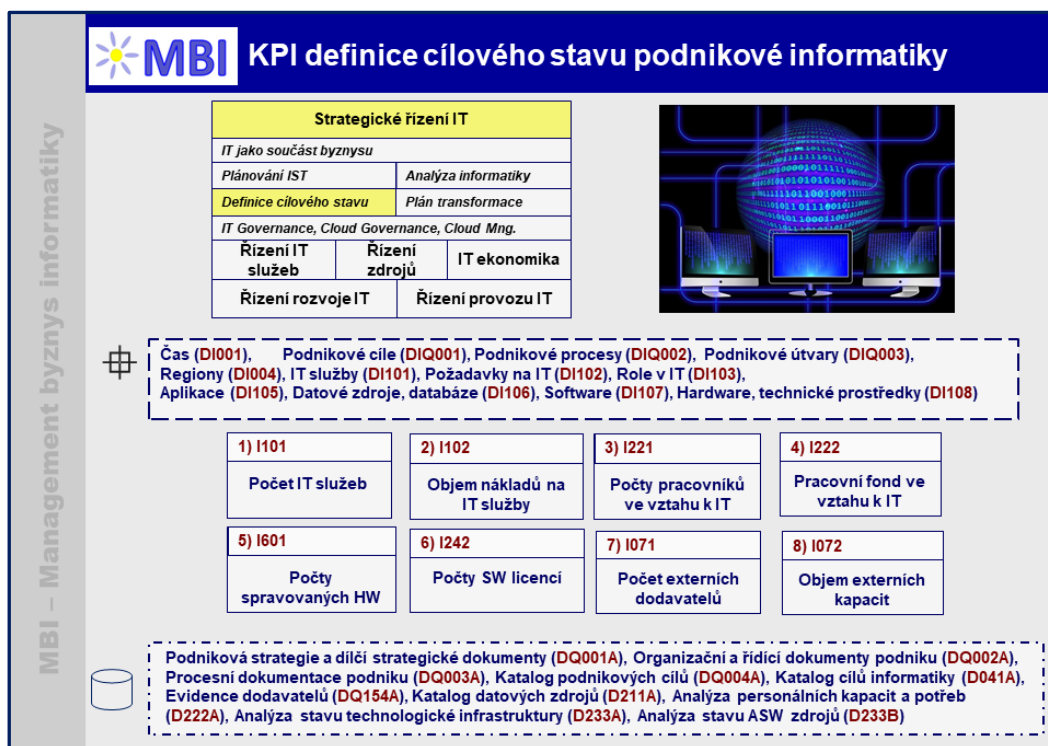 MBI – Management byznys informatiky
MBI
KPI definice cílového stavu podnikové informatiky
Strategické řízení IT
IT jako součást byznysu
Plánování IST
Analýza informatiky
Definice cílového stavu
Plán transformace
IT Governance, Cloud Governance, Cloud Mng.
Řízení IT
služeb
Řízení
zdrojů
IT ekonomika
Řízení rozvoje IT
Řízení provozu IT
Čas (DI001), Podnikové cíle (DIQ001), Podnikové procesy (DIQ002), Podnikové útvary (DIQ003),
Regiony (DI004), IT služby (DI101), Požadavky na IT (DI102), Role v IT (DI103),
Aplikace (DI105), Datové zdroje, databáze (DI106), Software (DI107), Hardware, technické prostředky (DI108)
1) I101
Počet IT služeb
2) I102
Objem nákladů na
IT služby
3) I221
Počty pracovníků
ve vztahu k IT
4) I222
Pracovní fond ve
vztahu k IT
5) I601
Počty
spravovaných HW
6) I242
Počty SW licencí
7) I071
Počet externích
dodavatelů
8) I072
Objem externích
kapacit
Podniková strategie a dílčí strategické dokumenty (DQ001A), Organizační a řídící dokumenty podniku (DQ002A),
Procesní dokumentace podniku (DQ003A), Katalog podnikových cílů (DQ004A), Katalog cílů informatiky (D041A),
Evidence dodavatelů (DQ154A), Katalog datových zdrojů (D211A), Analýza personálních kapacit a potřeb
(D222A), Analýza stavu technologické infrastruktury (D233A), Analýza stavu ASW zdrojů (D233B)